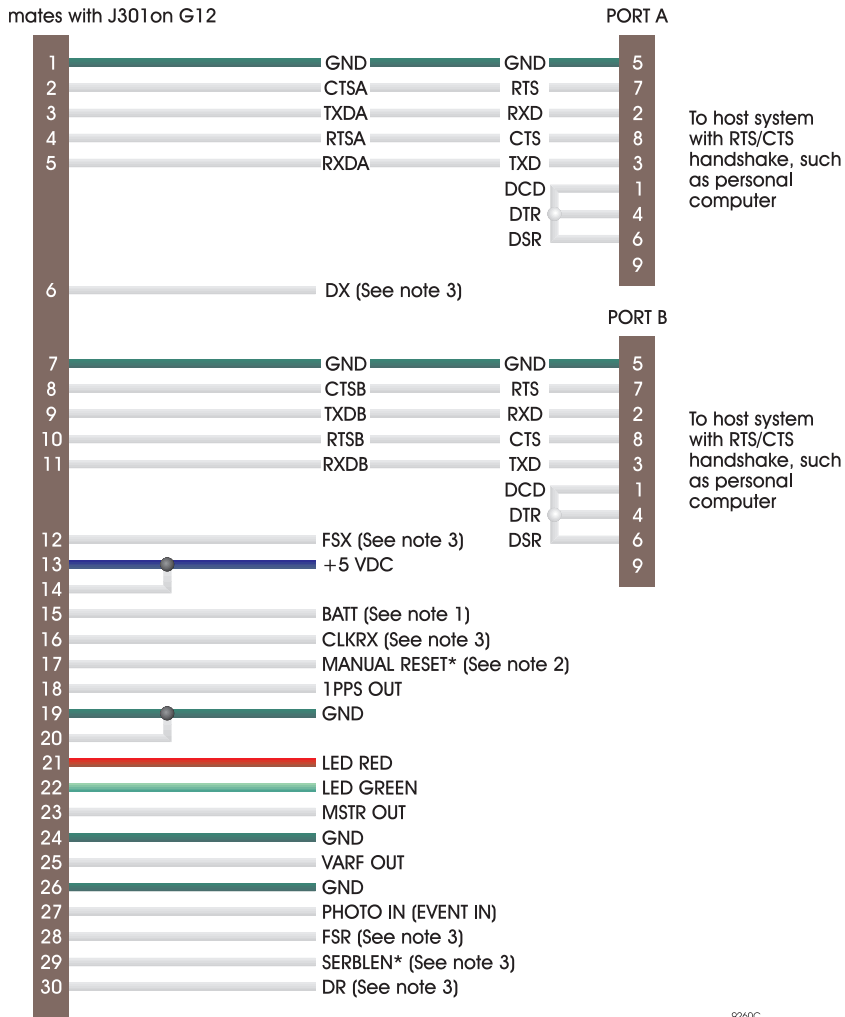 mates with J301on G12 PORT A
1 GND GND 5
2 CTSA RTS 7
3 TXDA RXD 2
4 RTSA CTS 8
5 RXDA TXD 3
DCD 1
DTR 4
DSR 6
9
To host system
with RTS/CTS
handshake, such
as personal
computer
6 DX (See note 3)
PORT B
7 GND GND 5
8 CTSB RTS 7
9 TXDB RXD 2
10 RTSB CTS 8
11 RXDB TXD 3
DCD 1
DTR 4
DSR 6
9
To host system
with RTS/CTS
handshake, such
as personal
computer
12 FSX (See note 3)
13 +5 VDC
14
15 BATT (See note 1)
16 CLKRX (See note 3)
17 MANUAL RESET* (See note 2)
18 1PPS OUT
19 GND
20
21 LED RED
22 LED GREEN
23 MSTR OUT
24 GND
25 VARF OUT
26 GND
27 PHOTO IN (EVENT IN)
28 FSR (See note 3)
29 SERBLEN* (See note 3)
30 DR (See note 3)